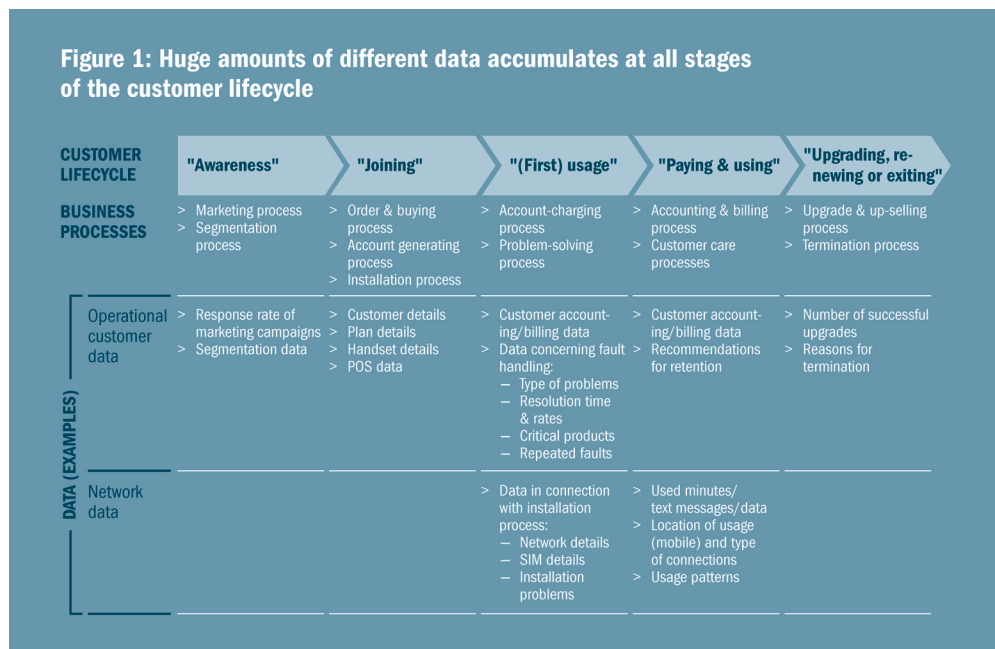 Figure 1: Huge amounts of different data accumulates at all stages
of the customer lifecycle
CUSTOMER
LIFECYCLE
"Awareness"
"Joining"
"(First) usage"
"Paying & using"
"Upgrading, re-
newing or exiting"
BUSINESS
PROCESSES
> Marketing process
> Segmentation
process
> Order & buying
process
> Account generating
process
> Installation process
> Account-charging
process
> Problem-solving
process
> Accounting & billing
process
> Customer care
processes
> Upgrade & up-selling
process
> Termination process
DATA (EXAMPLES)
Operational
customer
data
> Response rate of
marketing campaigns
> Segmentation data
> Customer details
> Plan details
> Handset details
> POS data
> Customer account-
ing/billing data
> Data concerning fault
handling:
– Type of problems
– Resolution time
& rates
– Critical products
– Repeated faults
> Customer account-
ing/billing data
> Recommendations
for retention
> Number of successful
upgrades
> Reasons for
termination
Network
data
> Data in connection
with installation
process:
– Network details
– SIM details
– Installation
problems
> Used minutes/
text messages/data
> Location of usage
(mobile) and type
of connections
> Usage patterns